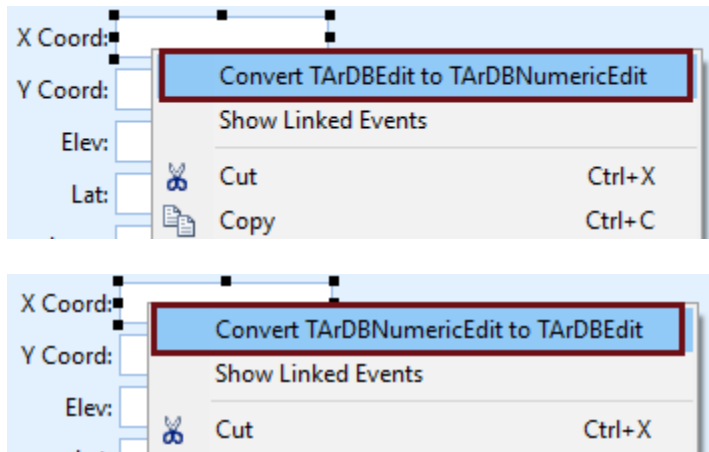 X Coord:
Convert TArDBEdit to TArDBNumericEdit
Y Coord:
Show Linked Events
Elev:
Cut Ctrl+X
Lat:
Copy Ctrl+C
X Coord:
Convert TArDBNumericEdit to TArDBEdit
Y Coord:
Show Linked Events
Elev:
Cut Ctrl+X